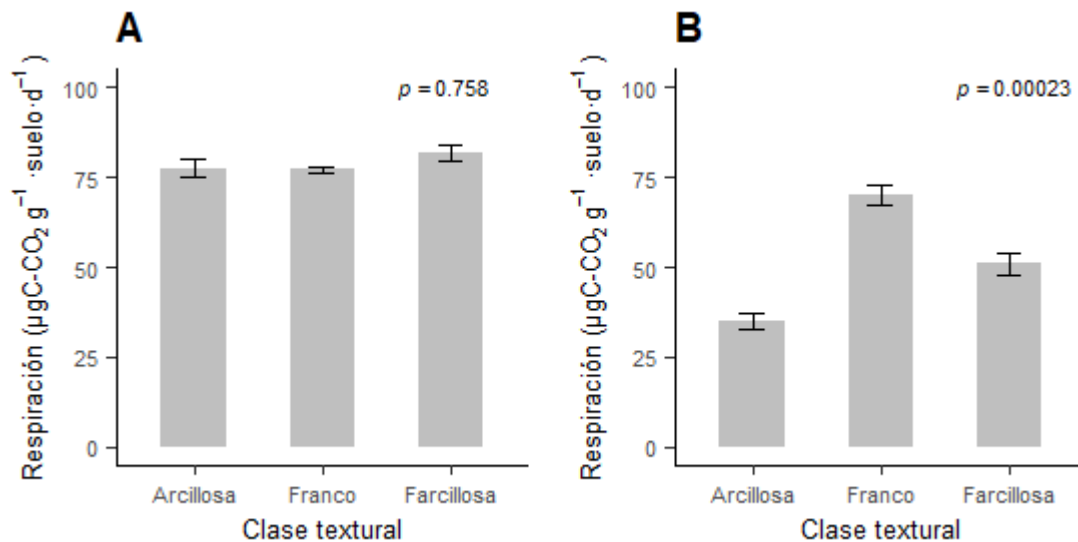 A
Respiración (µgC-CO₂ g⁻¹ ·suelo·d⁻¹ )
100
75
50
25
0
p = 0.758
Arcillosa Franco Farcillosa
Clase textural
B
Respiración (µgC-CO₂ g⁻¹ ·suelo·d⁻¹ )
100
75
50
25
0
p = 0.00023
Arcillosa Franco Farcillosa
Clase textural